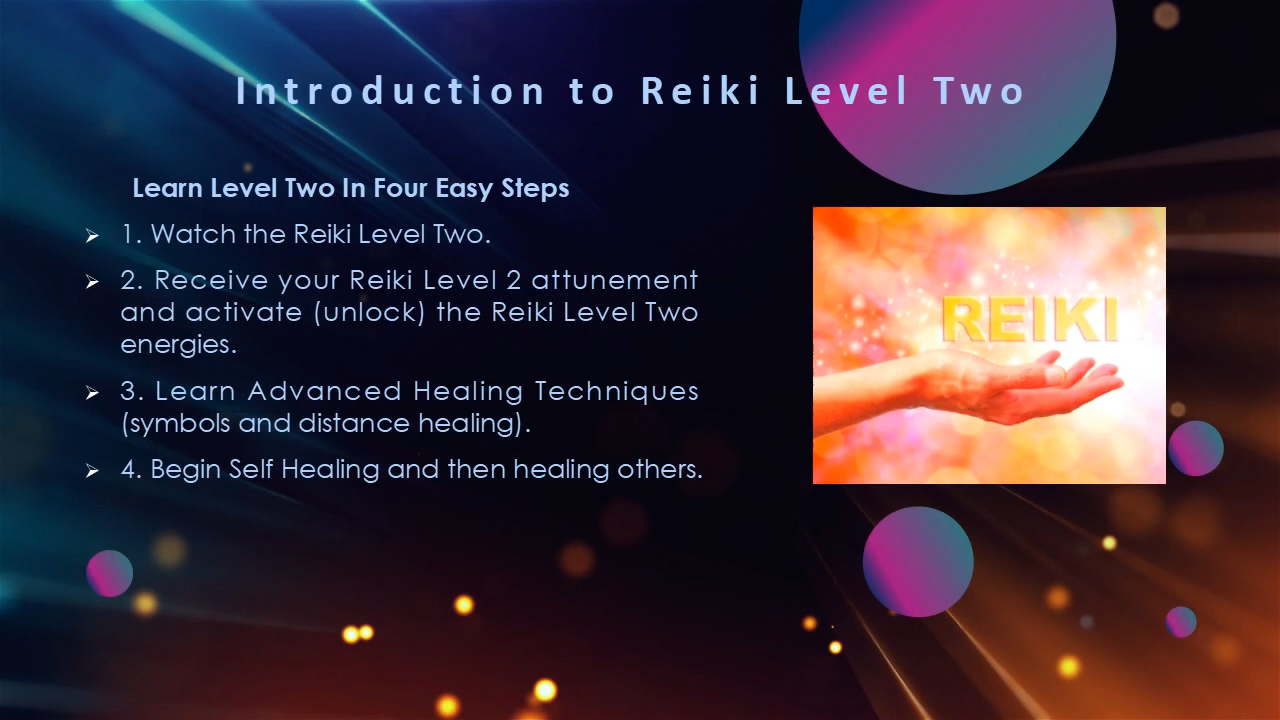 Introduction to Reiki Level Two
Learn Level Two In Four Easy Steps
1. Watch the Reiki Level Two.
2. Receive your Reiki Level 2 attunement
and activate (unlock) the Reiki Level Two
energies.
3. Learn Advanced Healing Techniques
(symbols and distance healing).
4. Begin Self Healing and then healing others.
REIKI